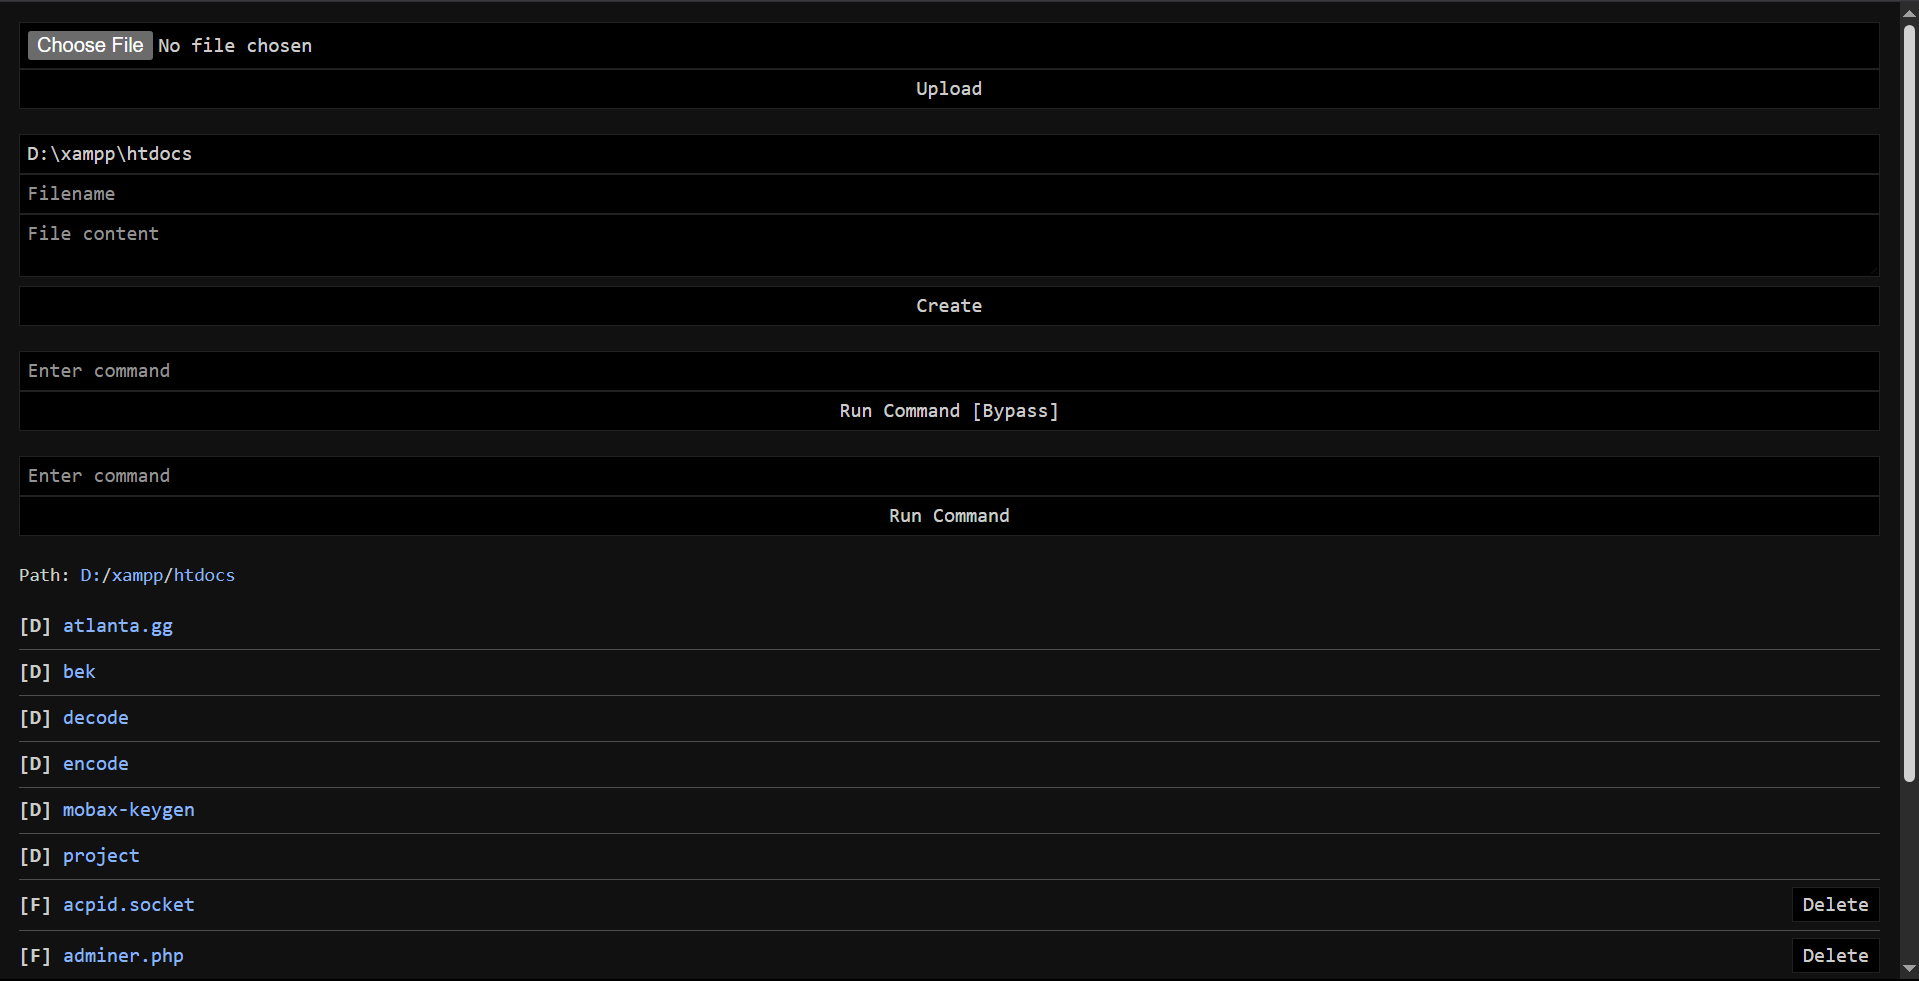 Choose File No file chosen
Upload
D:\xampp\htdocs
Filename
File content
Create
Enter command
Run Command [Bypass]
Enter command
Run Command
Path: D:/xampp/htdocs
[D] atlanta.gg
[D] bek
[D] decode
[D] encode
[D] mobax-keygen
[D] project
[F] acpid.socket Delete
[F] adminer.php Delete